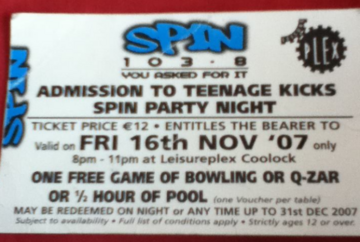 SPIN
103.8
YOU ASKED FOR IT
PLEX
SPIN
ADMISSION TO TEENAGE KICKS
SPIN PARTY NIGHT
TICKET PRICE €12 • ENTITLES THE BEARER TO
Valid on FRI 16th NOV '07 only
8pm - 11pm at Leisureplex Coolock
ONE FREE GAME OF BOWLING OR Q-ZAR
OR ½ HOUR OF POOL (one Voucher per table)
MAY BE REDEEMED ON NIGHT or ANY TIME UP TO 31st DEC 2007
Subject to availability • Full list of conditions apply • Strictly ages 12 or over.